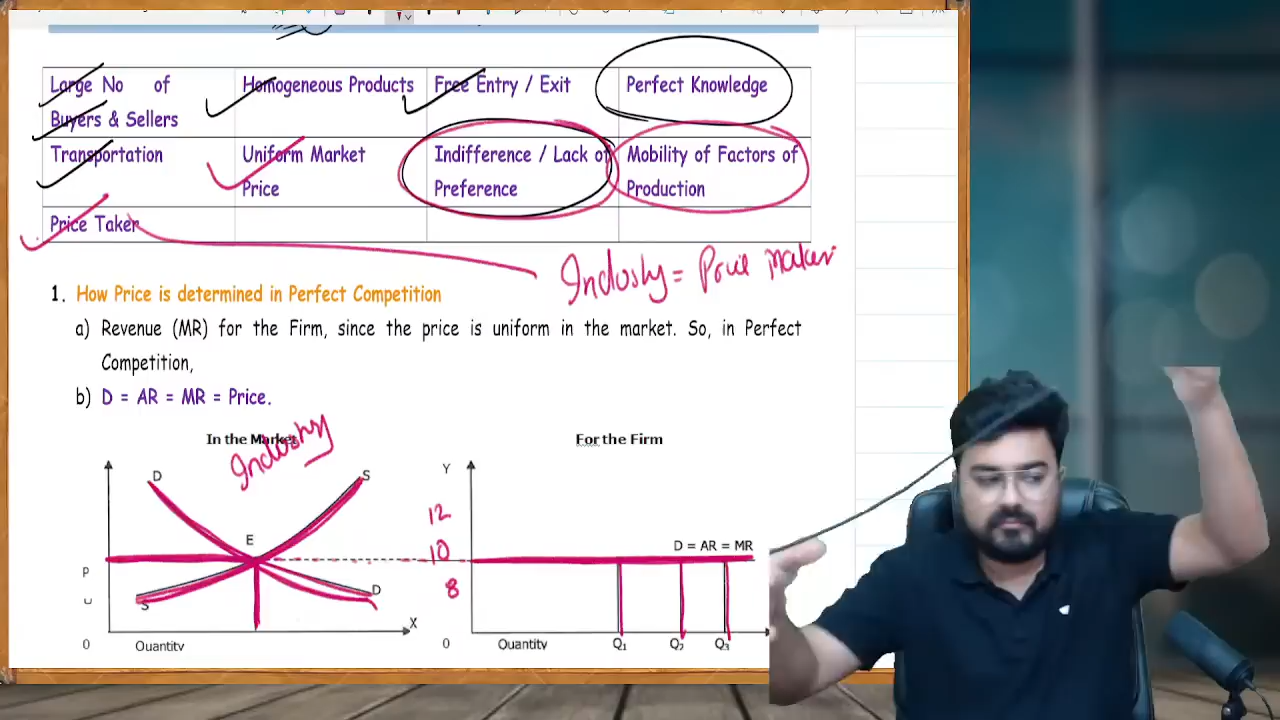 Large No of Buyers & Sellers
Homogeneous Products
Free Entry / Exit
Perfect Knowledge
Transportation
Uniform Market Price
Indifference / Lack of Preference
Mobility of Factors of Production
Price Taker
Industry = Price Maker
1. How Price is determined in Perfect Competition
a) Revenue (MR) for the Firm, since the price is uniform in the market. So, in Perfect
Competition,
b) D = AR = MR = Price.
In the Market
Industry
For the Firm
D
S
E
P
S
D
X
0
Quantity
Y
12
10
8
D = AR = MR
0
Quantity
Q₁
Q₂
Q₃